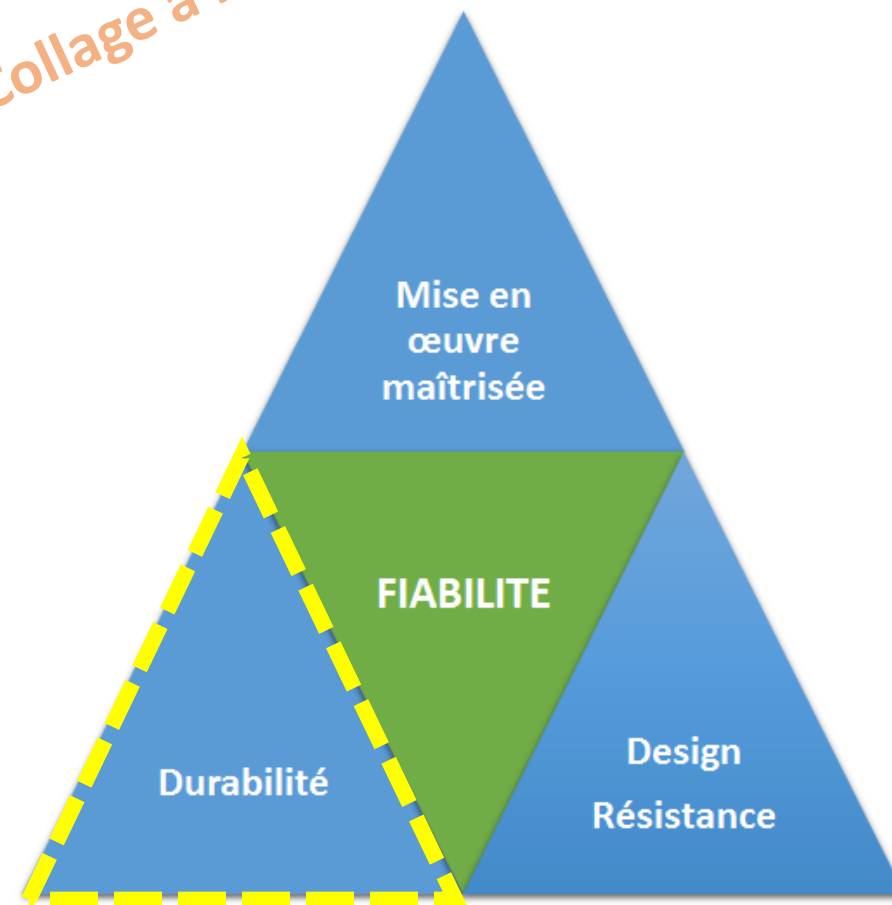 Collage à
Mise en
œuvre
maîtrisée
FIABILITE
Durabilité
Design
Résistance